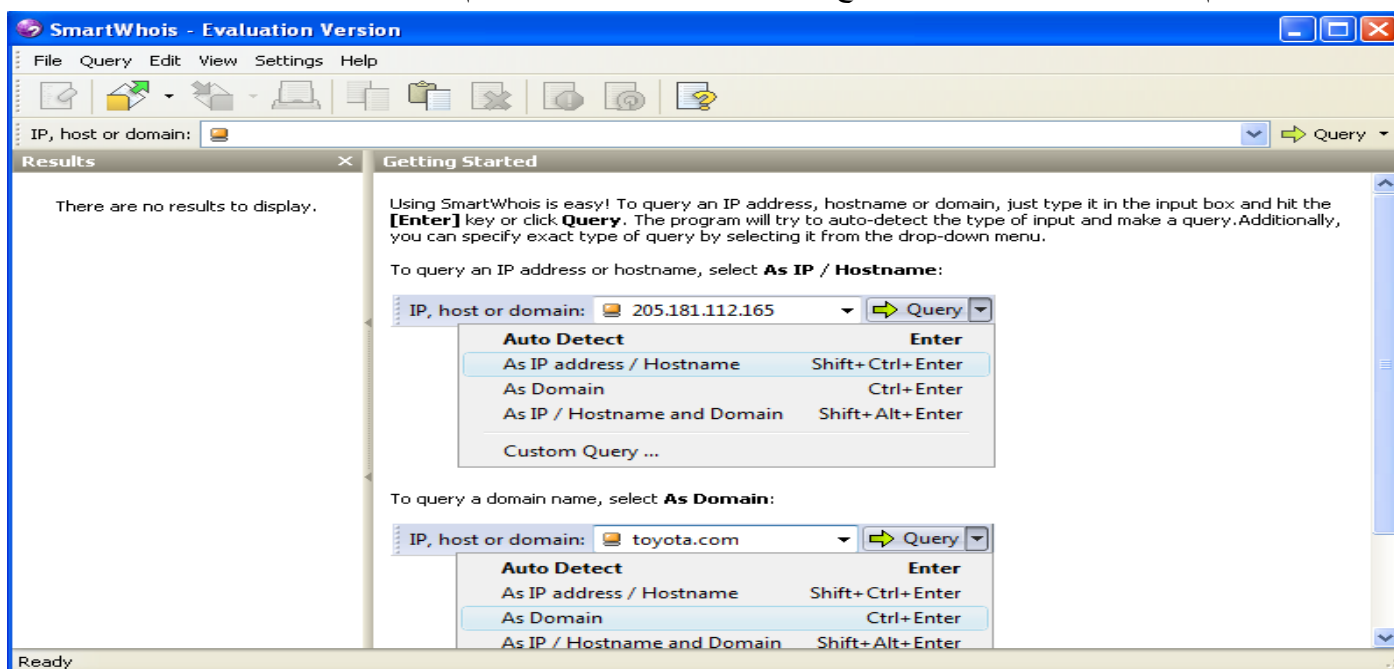 SmartWhois - Evaluation Version
File Query Edit View Settings Help
IP, host or domain: Query
Results
Getting Started
There are no results to display.
Using SmartWhois is easy! To query an IP address, hostname or domain, just type it in the input box and hit the
[Enter] key or click Query. The program will try to auto-detect the type of input and make a query.Additionally,
you can specify exact type of query by selecting it from the drop-down menu.
To query an IP address or hostname, select As IP / Hostname:
IP, host or domain: 205.181.112.165 Query
Auto Detect Enter
As IP address / Hostname Shift+Ctrl+Enter
As Domain Ctrl+Enter
As IP / Hostname and Domain Shift+Alt+Enter
Custom Query ...
To query a domain name, select As Domain:
IP, host or domain: toyota.com Query
Auto Detect Enter
As IP address / Hostname Shift+Ctrl+Enter
As Domain Ctrl+Enter
As IP / Hostname and Domain Shift+Alt+Enter
Ready